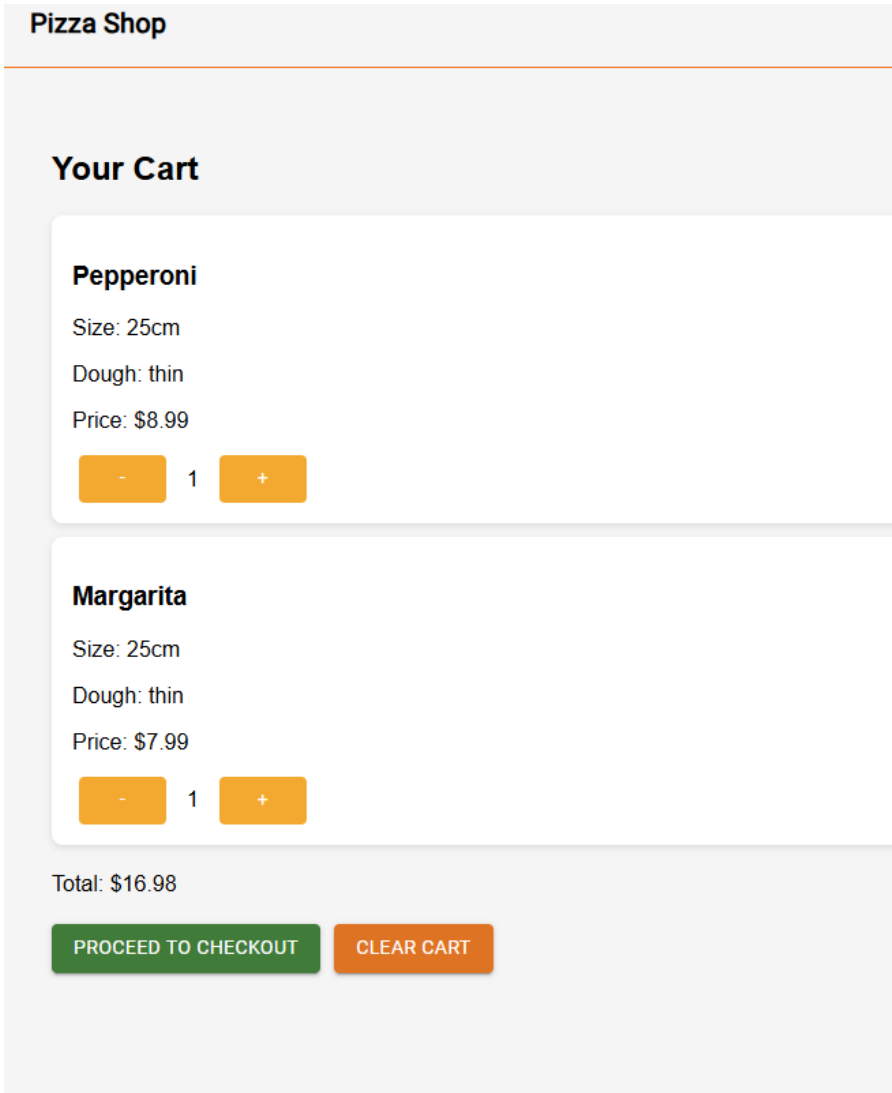 Pizza Shop
Your Cart
Pepperoni
Size: 25cm
Dough: thin
Price: $8.99
- 1 +
Margarita
Size: 25cm
Dough: thin
Price: $7.99
- 1 +
Total: $16.98
PROCEED TO CHECKOUT CLEAR CART